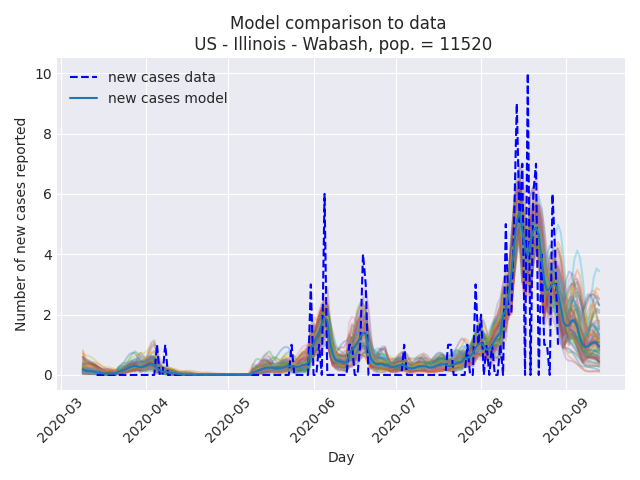 Model comparison to data
US - Illinois - Wabash, pop. = 11520
new cases data
new cases model
Number of new cases reported
10
8
6
4
2
0
2020-03
2020-04
2020-05
2020-06
2020-07
2020-08
2020-09
Day